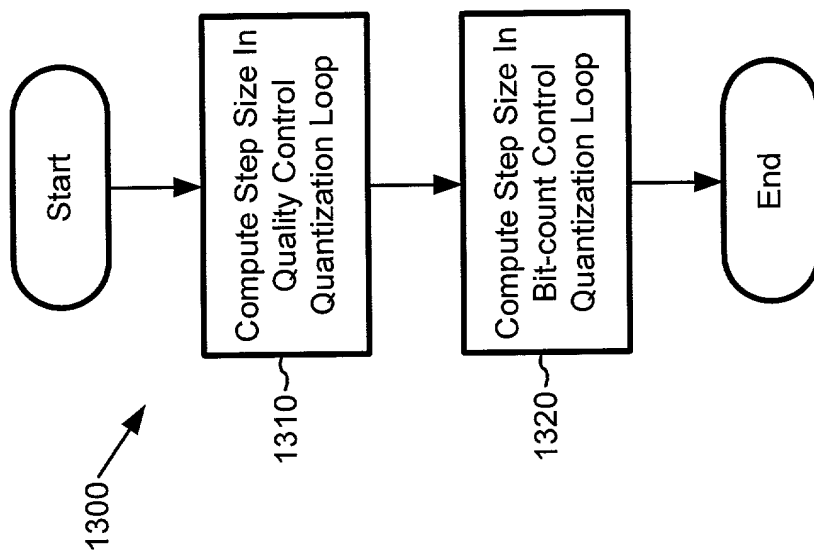 1300
Start
1310
Compute Step Size In
Quality Control
Quantization Loop
1320
Compute Step Size In
Bit-count Control
Quantization Loop
End